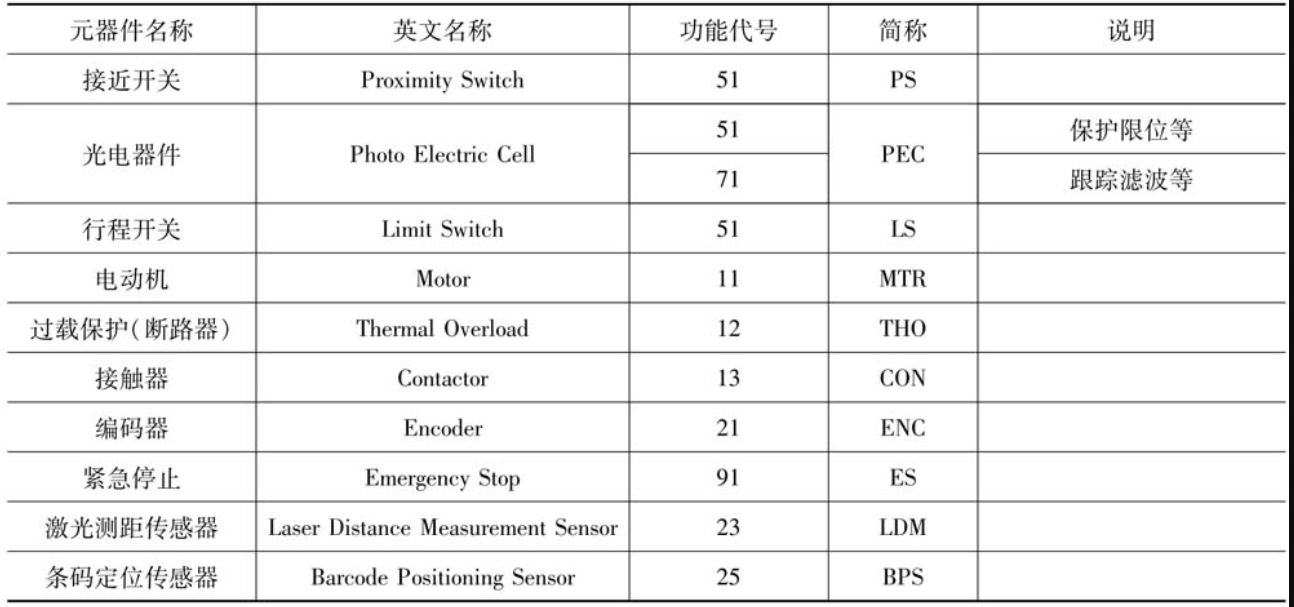 元器件名称 英文名称 功能代号 简称 说明
接近开关 Proximity Switch 51 PS
光电器件 Photo Electric Cell 51 PEC 保护限位等
71 跟踪滤波等
行程开关 Limit Switch 51 LS
电动机 Motor 11 MTR
过载保护(断路器) Thermal Overload 12 THO
接触器 Contactor 13 CON
编码器 Encoder 21 ENC
紧急停止 Emergency Stop 91 ES
激光测距传感器 Laser Distance Measurement Sensor 23 LDM
条码定位传感器 Barcode Positioning Sensor 25 BPS